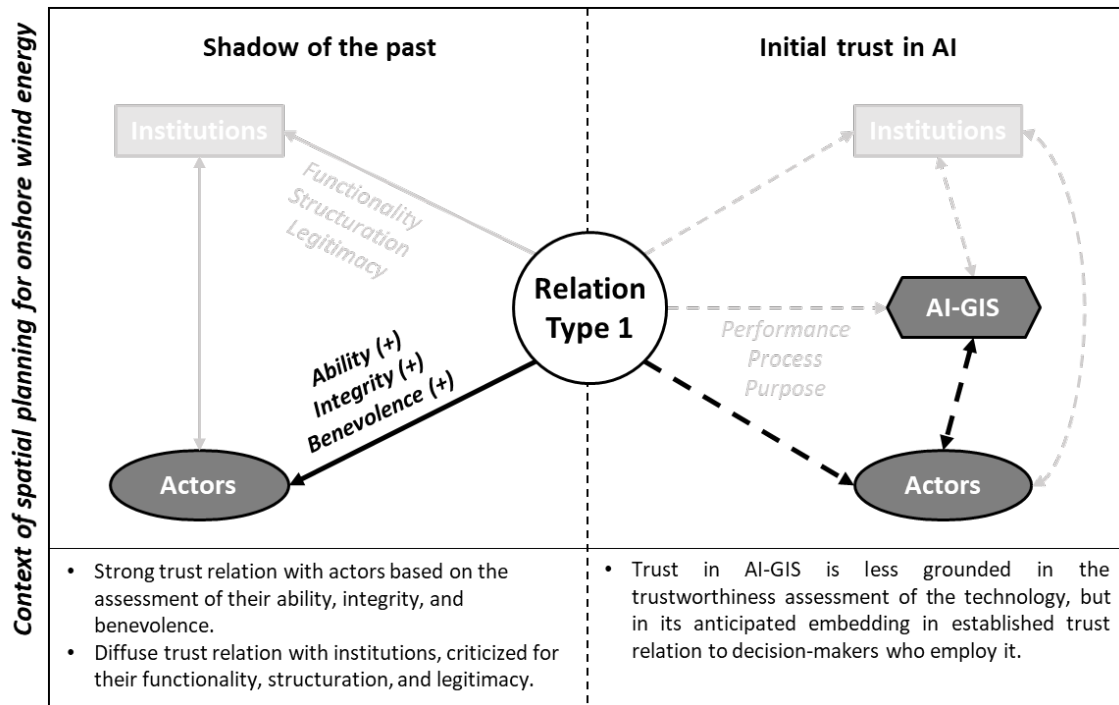 Context of spatial planning for onshore wind energy
Shadow of the past
Institutions
Functionality
Structuration
Legitimacy
Ability (+)
Integrity (+)
Benevolence (+)
Actors
Relation
Type 1
Initial trust in AI
Institutions
AI-GIS
Performance
Process
Purpose
Actors
• Strong trust relation with actors based on the
assessment of their ability, integrity, and
benevolence.
• Diffuse trust relation with institutions, criticized for
their functionality, structuration, and legitimacy.
• Trust in AI-GIS is less grounded in the
trustworthiness assessment of the technology, but
in its anticipated embedding in established trust
relation to decision-makers who employ it.